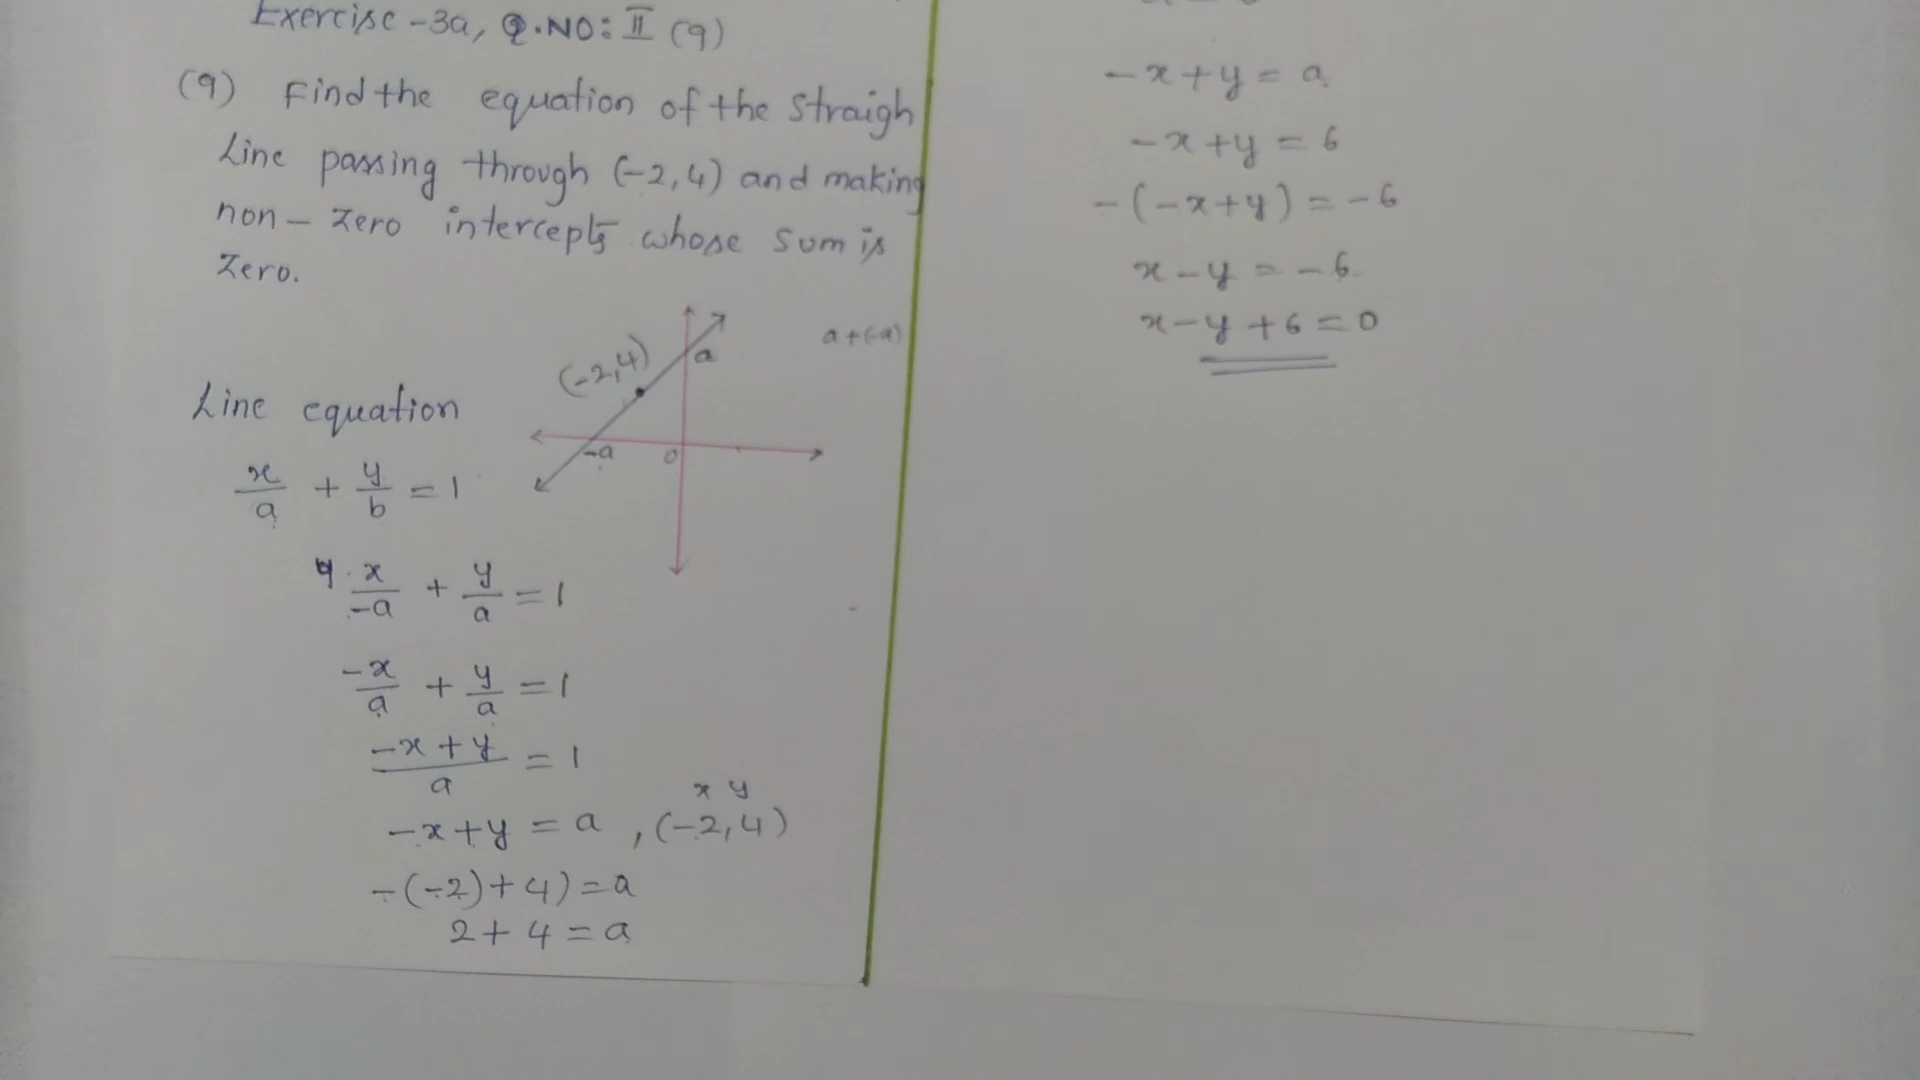 Exercise -3a, Q.NO: II (9)
(9) Find the equation of the straigh
Line passing through (-2,4) and making
non - zero intercepts whose sum is
Zero.
(-2,4)
a
a+(-a)
-a
0
Line equation
x/a + y/b = 1
x/-a + y/a = 1
-x/a + y/a = 1
-x+y/a = 1
x y
-x+y = a , (-2,4)
-(-2)+4) = a
2+4 = a
-x+y = a
-x+y = 6
-(-x+y) = -6
x-y = -6
x-y+6=0